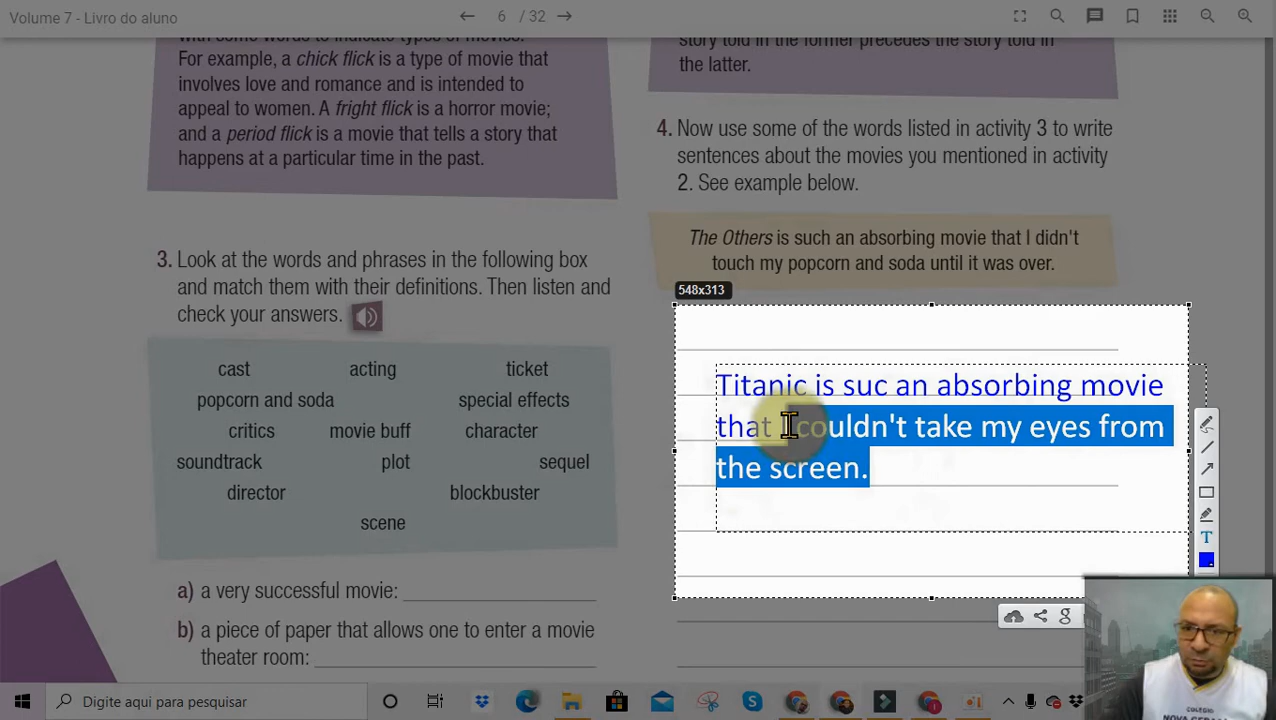 Volume 7 - Livro do aluno
6 / 32
with some words to indicate types of movies.
For example, a chick flick is a type of movie that
involves love and romance and is intended to
appeal to women. A fright flick is a horror movie;
and a period flick is a movie that tells a story that
happens at a particular time in the past.
3. Look at the words and phrases in the following box
and match them with their definitions. Then listen and
check your answers.
cast acting ticket
popcorn and soda special effects
critics movie buff character
soundtrack plot sequel
director blockbuster
scene
a) a very successful movie:
b) a piece of paper that allows one to enter a movie
theater room:
story told in the former precedes the story told in
the latter.
4. Now use some of the words listed in activity 3 to write
sentences about the movies you mentioned in activity
2. See example below.
The Others is such an absorbing movie that I didn't
touch my popcorn and soda until it was over.
548x313
Titanic is suc an absorbing movie
that I couldn't take my eyes from
the screen.
T
g
Digite aqui para pesquisar
COLÉGIO